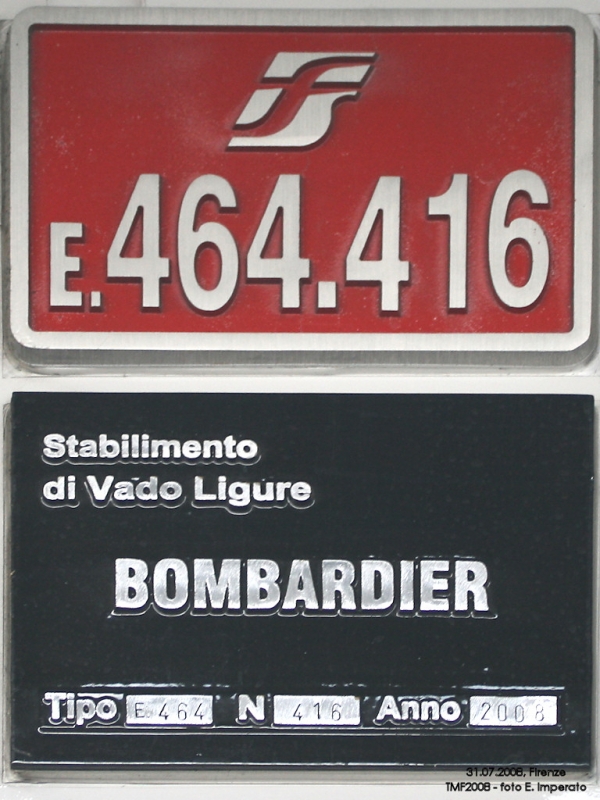 E.464.416
Stabilimento
di Vado Ligure
BOMBARDIER
Tipo E.464 N 416 Anno 2008
31.07.2008, Firenze
TMF2008 - foto E. Imperato